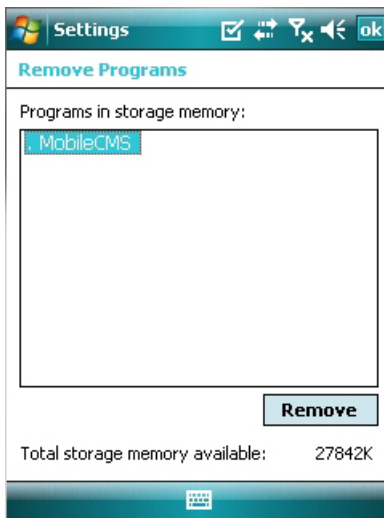 Settings ok
Remove Programs
Programs in storage memory:
. MobileCMS
Remove
Total storage memory available: 27842K